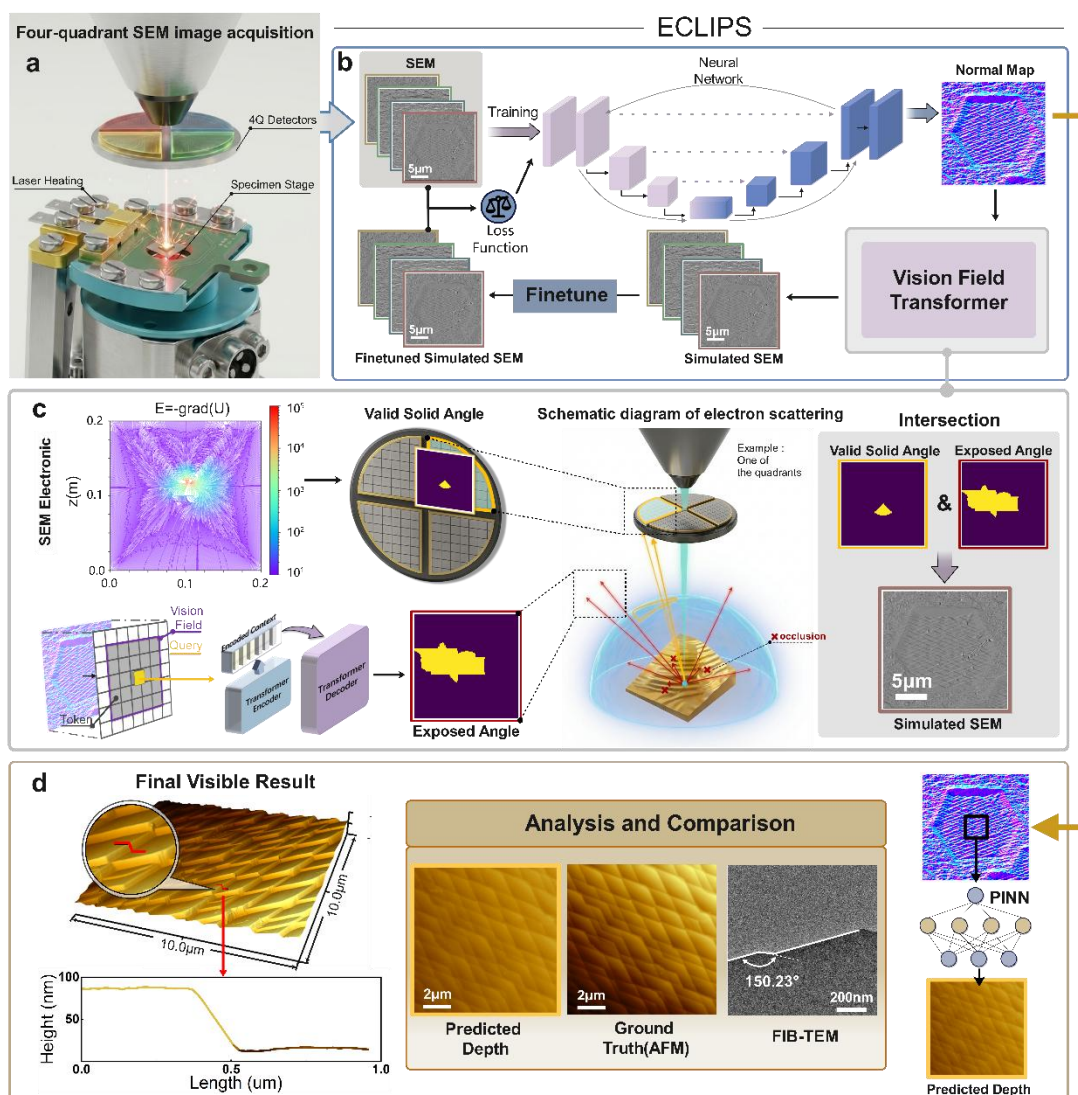 Four-quadrant SEM image acquisition
a
4Q Detectors
Laser Heating
Specimen Stage
ECLIPS
b
SEM
5μm
Training
Neural
Network
Normal Map
Loss
Function
Vision Field
Transformer
5μm
Finetuned Simulated SEM
Finetune
5μm
Simulated SEM
c
E=-grad(U)
SEM Electronic
z(m)
0.2
0.1
0.0
0.0
0.1
0.2
10⁵
10⁴
10³
10²
10¹
Valid Solid Angle
Schematic diagram of electron scattering
Example :
One of
the quadrants
occlusion
Vision
Field
Query
Token
Encoded Context
Transformer
Encoder
Transformer
Decoder
Exposed Angle
Intersection
Valid Solid Angle
Exposed Angle
&
5μm
Simulated SEM
d
Final Visible Result
10.0μm
10.0μm
Height (nm)
100
50
0.0
0.5
1.0
Length (um)
Analysis and Comparison
2μm
Predicted
Depth
2μm
Ground
Truth(AFM)
150.23°
200nm
FIB-TEM
PINN
Predicted Depth